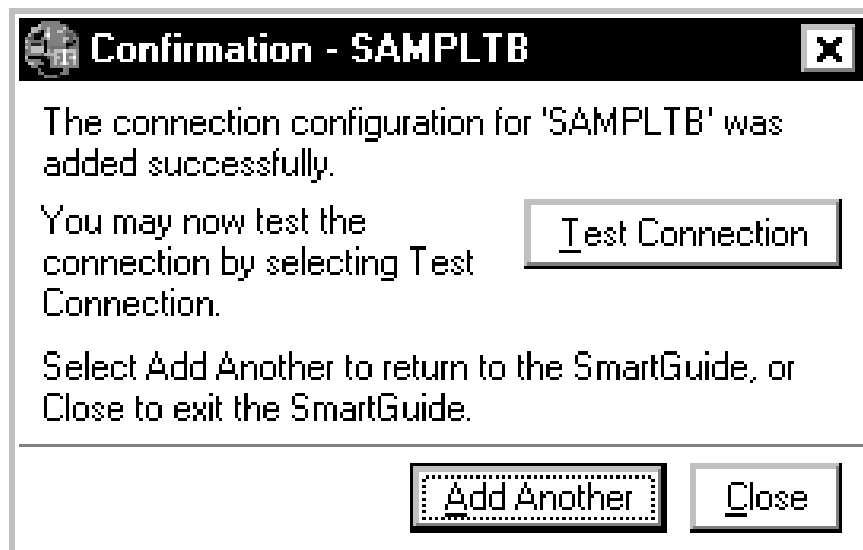 Confirmation - SAMPLTB
The connection configuration for 'SAMPLTB' was
added successfully.
You may now test the
connection by selecting Test
Connection.
Test Connection
Select Add Another to return to the SmartGuide, or
Close to exit the SmartGuide.
Add Another
Close